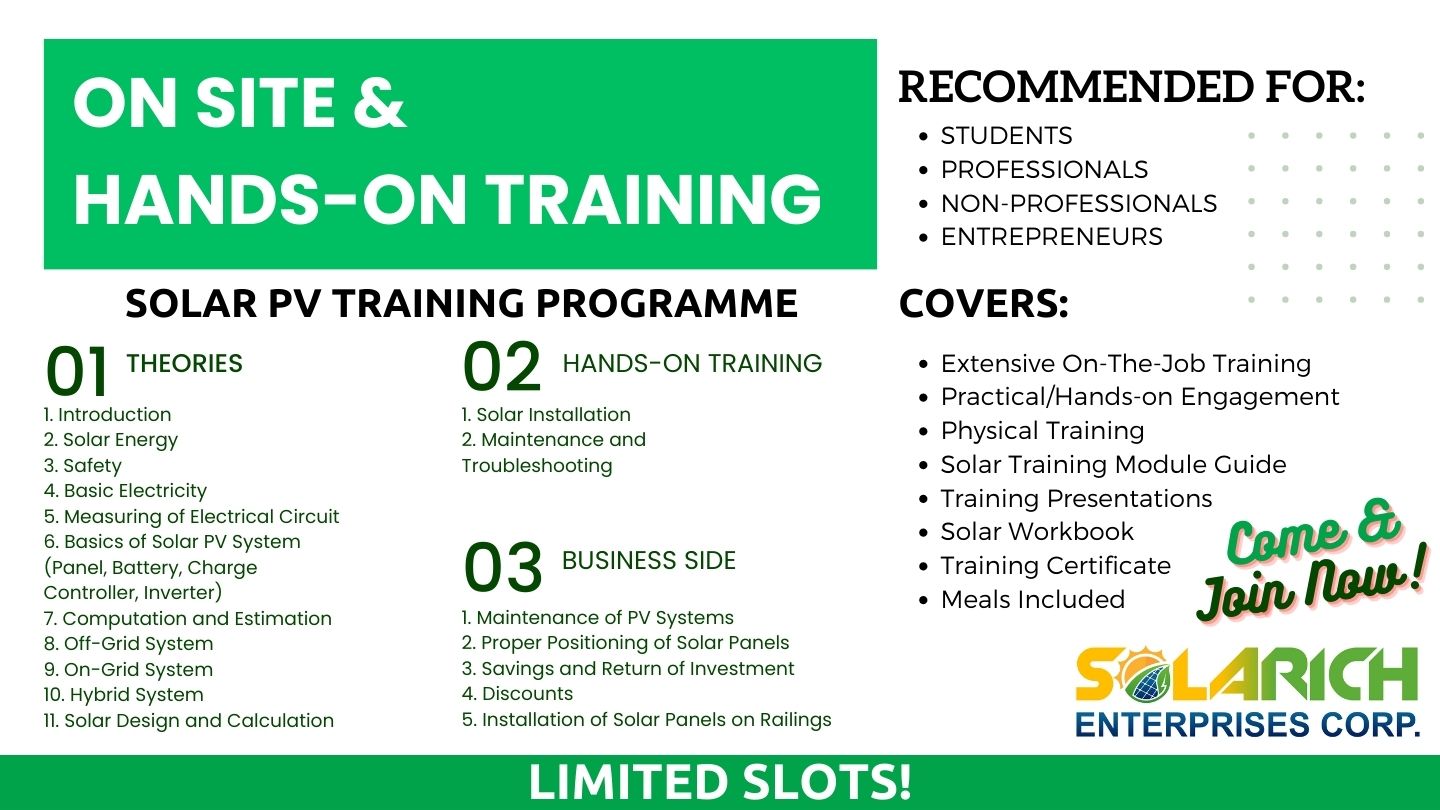 ON SITE &
HANDS-ON TRAINING
SOLAR PV TRAINING PROGRAMME
01 THEORIES
1. Introduction
2. Solar Energy
3. Safety
4. Basic Electricity
5. Measuring of Electrical Circuit
6. Basics of Solar PV System
(Panel, Battery, Charge
Controller, Inverter)
7. Computation and Estimation
8. Off-Grid System
9. On-Grid System
10. Hybrid System
11. Solar Design and Calculation
02 HANDS-ON TRAINING
1. Solar Installation
2. Maintenance and
Troubleshooting
03 BUSINESS SIDE
1. Maintenance of PV Systems
2. Proper Positioning of Solar Panels
3. Savings and Return of Investment
4. Discounts
5. Installation of Solar Panels on Railings
RECOMMENDED FOR:
• STUDENTS
• PROFESSIONALS
• NON-PROFESSIONALS
• ENTREPRENEURS
COVERS:
• Extensive On-The-Job Training
• Practical/Hands-on Engagement
• Physical Training
• Solar Training Module Guide
• Training Presentations
• Solar Workbook
• Training Certificate
• Meals Included
Come &
Join Now!
SOLARICH
ENTERPRISES CORP.
LIMITED SLOTS!